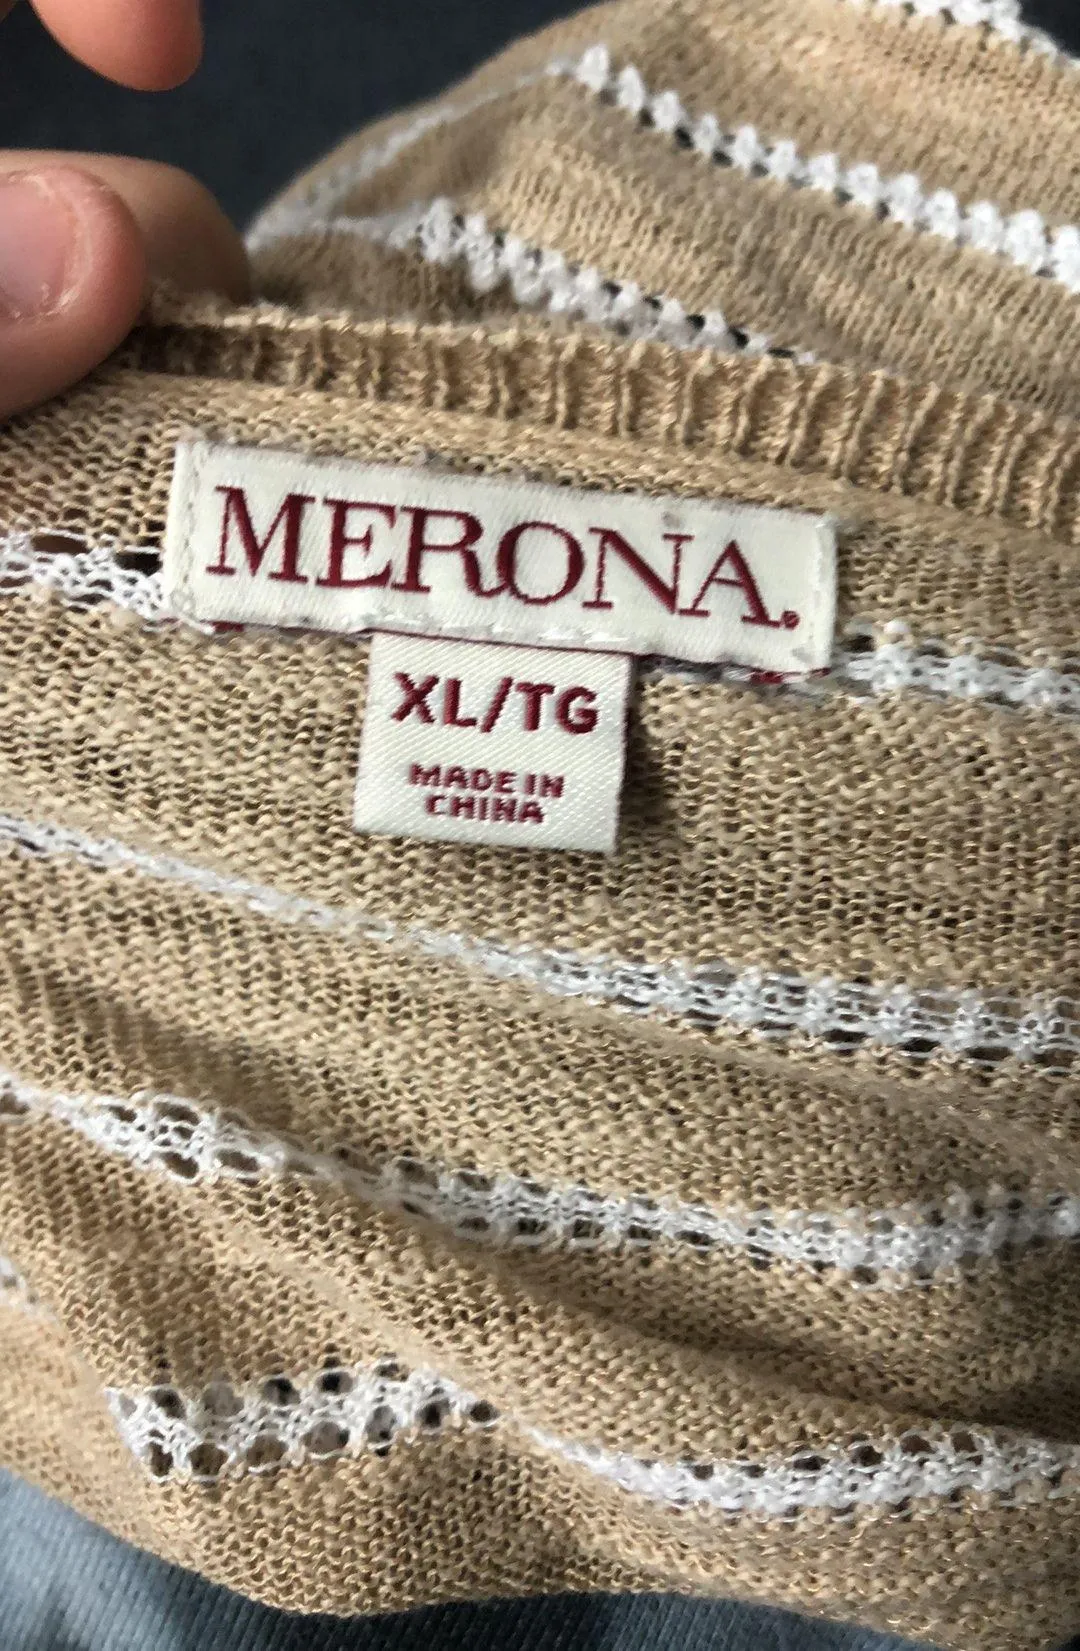 MERONA.
XL/TG
MADE IN
CHINA